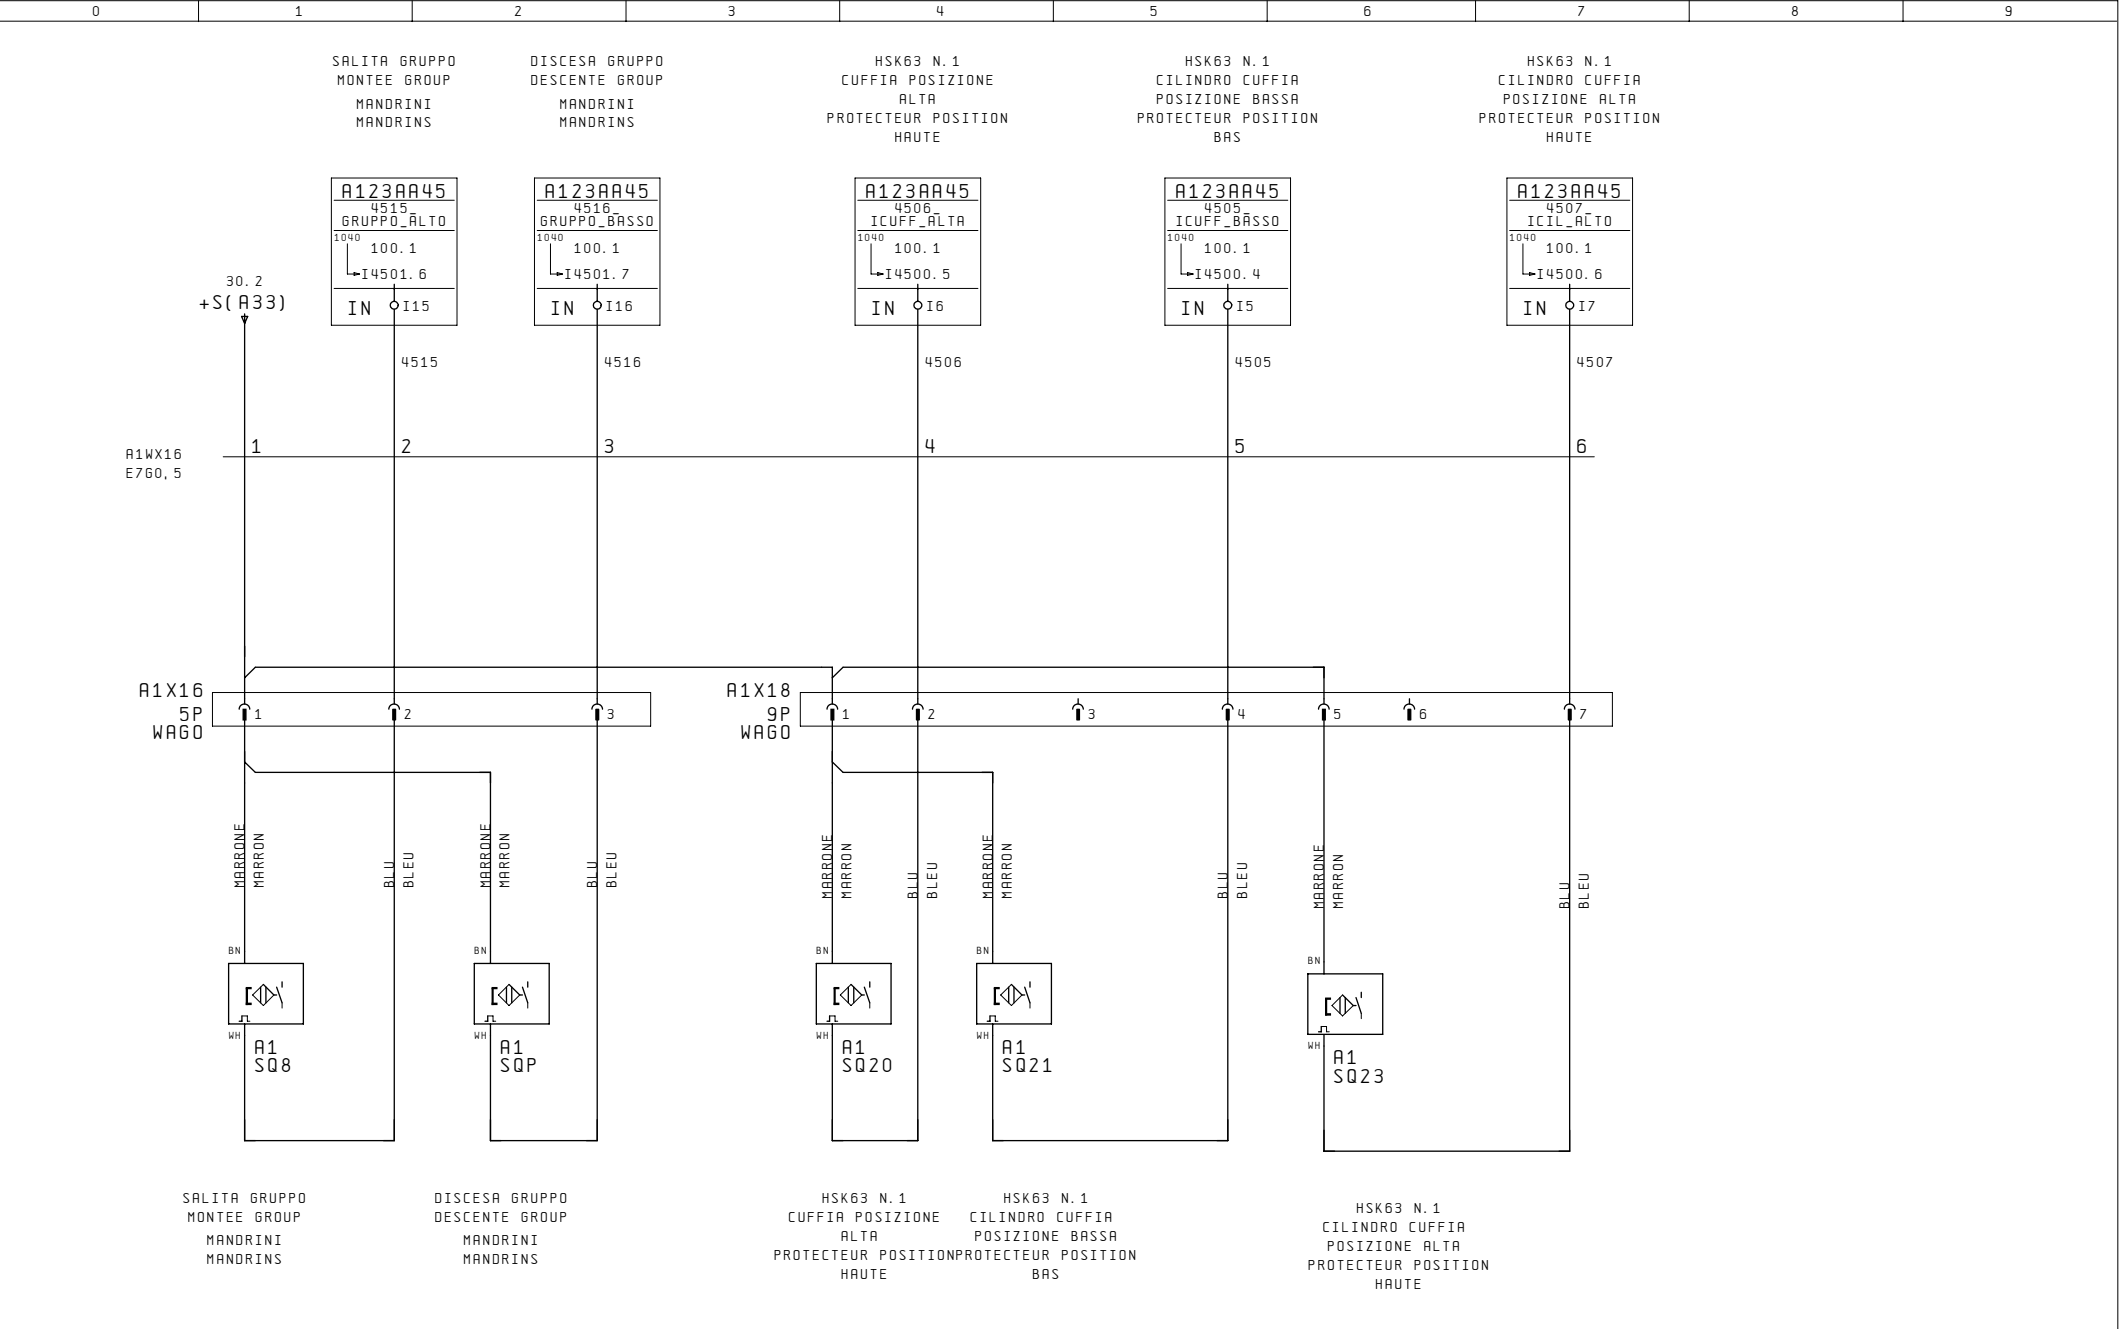 0 1 2 3 4 5 6 7 8 9
SALITA GRUPPO
MONTEE GROUP
MANDRINI
MANDRINS
DISCESA GRUPPO
DESCENTE GROUP
MANDRINI
MANDRINS
HSK63 N.1
CUFFIA POSIZIONE
ALTA
PROTECTEUR POSITION
HAUTE
HSK63 N.1
CILINDRO CUFFIA
POSIZIONE BASSA
PROTECTEUR POSITION
BAS
HSK63 N.1
CILINDRO CUFFIA
POSIZIONE ALTA
PROTECTEUR POSITION
HAUTE
A123AA45
4515_
GRUPPO_ALTO
1040
100.1
I4501.6
IN I15
A123AA45
4516_
GRUPPO_BASSO
1040
100.1
I4501.7
IN I16
A123AA45
4506_
ICUFF_ALTA
1040
100.1
I4500.5
IN I6
A123AA45
4505_
ICUFF_BASSO
1040
100.1
I4500.4
IN I5
A123AA45
4507_
ICIL_ALTO
1040
100.1
I4500.6
IN I7
30.2
+S(A33)
4515 4516 4506 4505 4507
A1WX16
E7G0,5
1 2 3 4 5 6
A1X16
5P
WAGO
1 2 3
A1X18
9P
WAGO
1 2 3 4 5 6 7
MARRONE
MARRON
BLU
BLEU
MARRONE
MARRON
BLU
BLEU
MARRONE
MARRON
BLU
BLEU
MARRONE
MARRON
BLU
BLEU
MARRONE
MARRON
BLU
BLEU
BN
WH
A1
SQ8
BN
WH
A1
SQP
BN
WH
A1
SQ20
BN
WH
A1
SQ21
BN
WH
A1
SQ23
SALITA GRUPPO
MONTEE GROUP
MANDRINI
MANDRINS
DISCESA GRUPPO
DESCENTE GROUP
MANDRINI
MANDRINS
HSK63 N.1
CUFFIA POSIZIONE
ALTA
PROTECTEUR POSITION
HAUTE
HSK63 N.1
CILINDRO CUFFIA
POSIZIONE BASSA
PROTECTEUR POSITION
BAS
HSK63 N.1
CILINDRO CUFFIA
POSIZIONE ALTA
PROTECTEUR POSITION
HAUTE